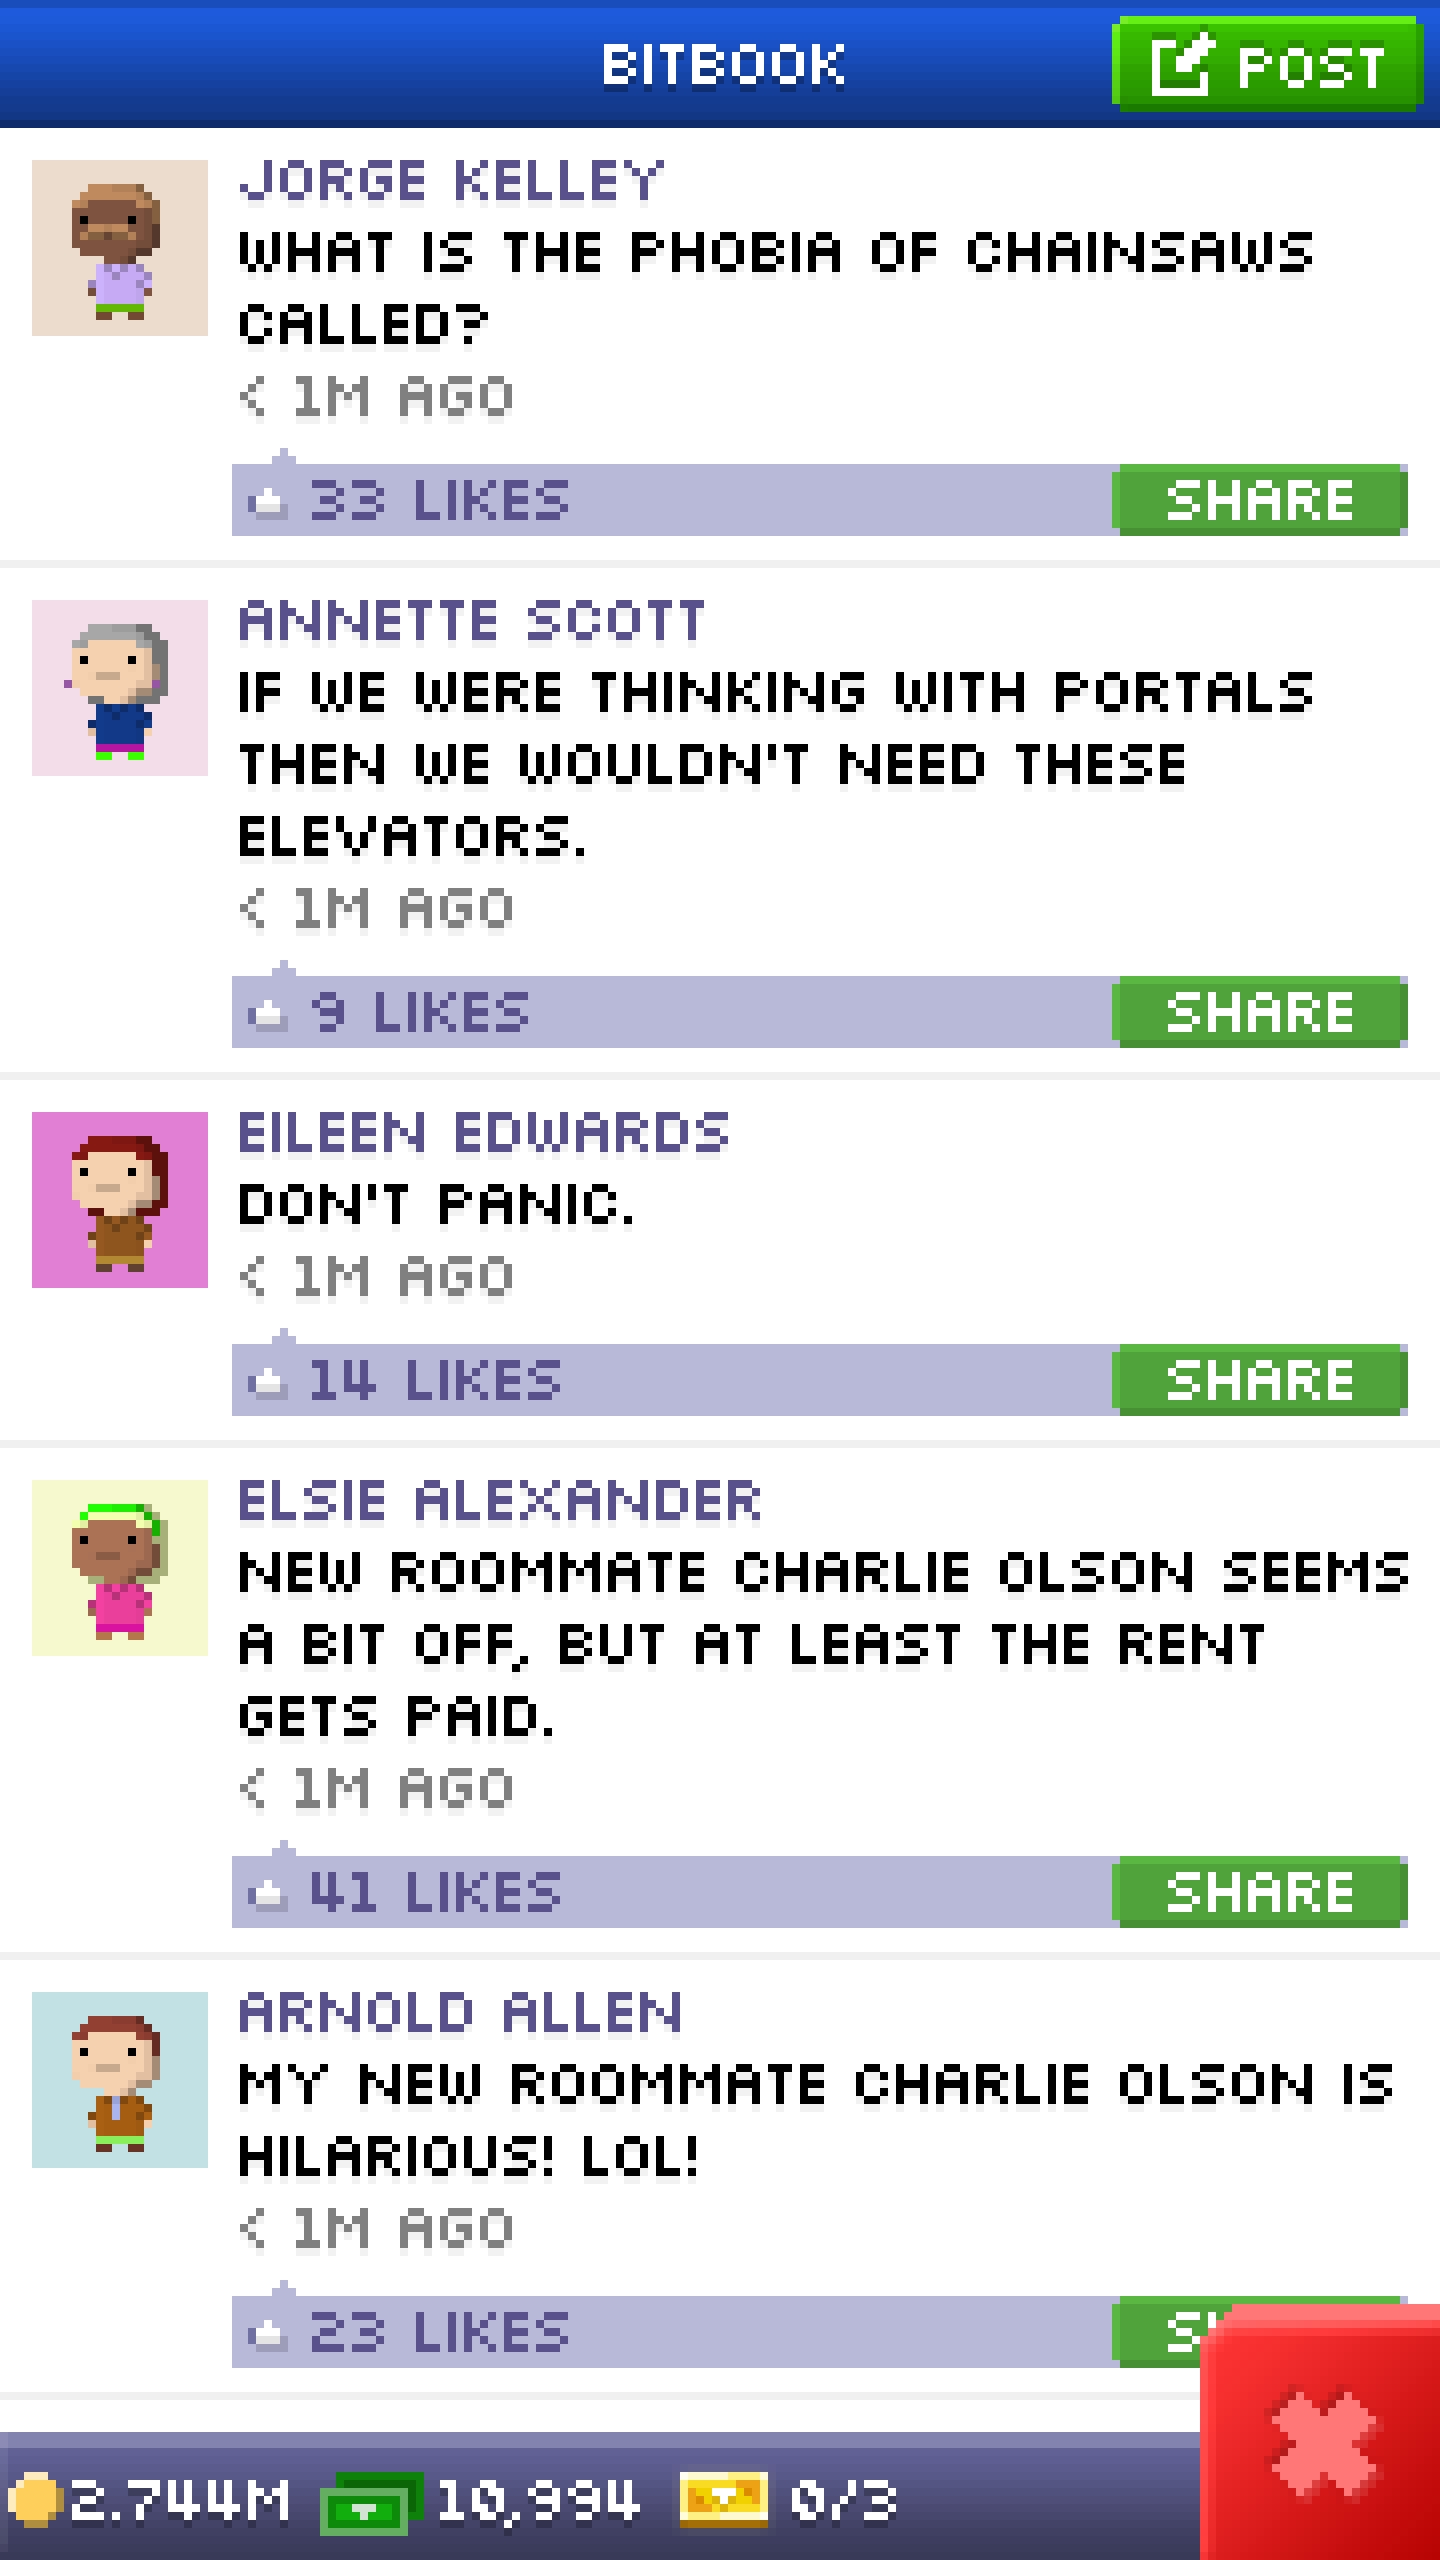 BITBOOK
POST
JORGE KELLEY
WHAT IS THE PHOBIA OF CHAINSAWS
CALLED?
< 1M AGO
33 LIKES
SHARE
ANNETTE SCOTT
IF WE WERE THINKING WITH PORTALS
THEN WE WOULDN'T NEED THESE
ELEVATORS.
< 1M AGO
9 LIKES
SHARE
EILEEN EDWARDS
DON'T PANIC.
< 1M AGO
14 LIKES
SHARE
ELSIE ALEXANDER
NEW ROOMMATE CHARLIE OLSON SEEMS
A BIT OFF, BUT AT LEAST THE RENT
GETS PAID.
< 1M AGO
41 LIKES
SHARE
ARNOLD ALLEN
MY NEW ROOMMATE CHARLIE OLSON IS
HILARIOUS! LOL!
< 1M AGO
23 LIKES
2.744M 10,994 0/3